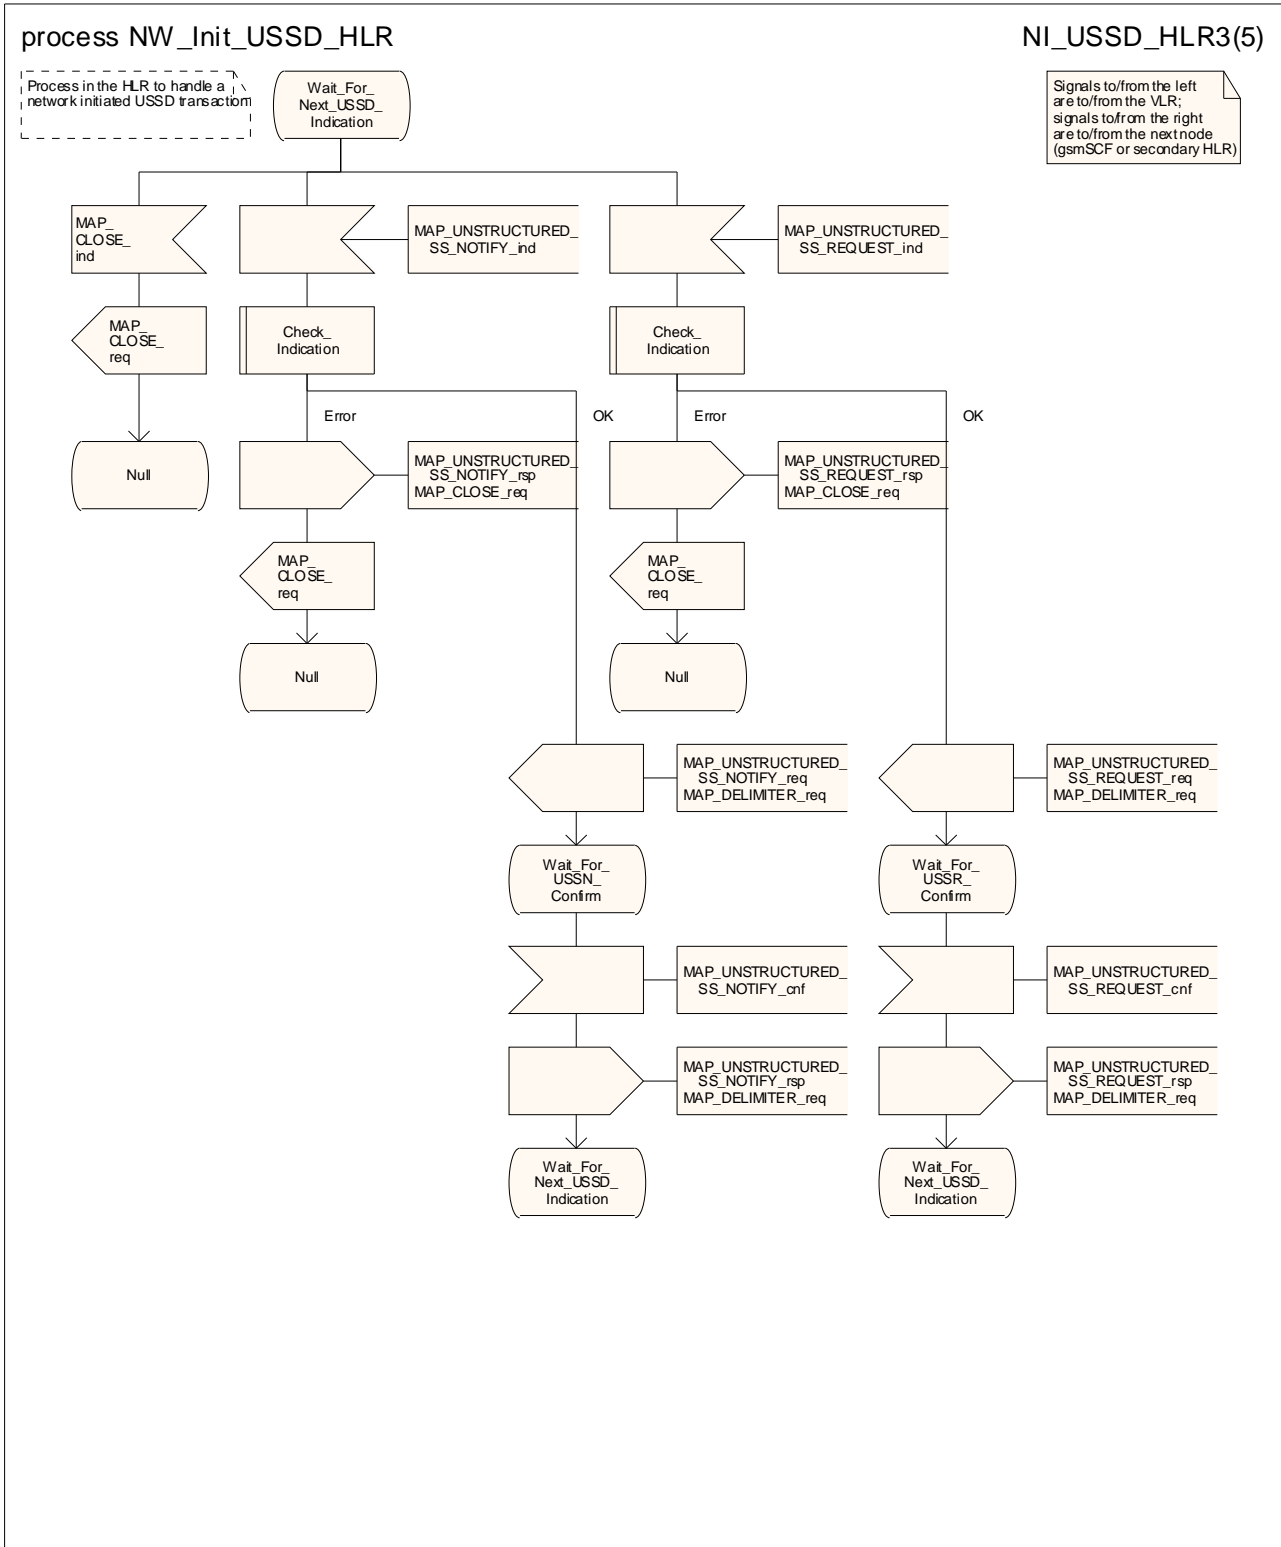 process NW_Init_USSD_HLR
NI_USSD_HLR3(5)
Process in the HLR to handle a
network initiated USSD transaction
Wait_For_
Next_USSD_
Indication
Signals to/from the left
are to/from the VLR;
signals to/from the right
are to/from the next node
(gsmSCF or secondary HLR)
MAP_
CLOSE_
ind
MAP_UNSTRUCTURED_
SS_NOTIFY_ind
MAP_UNSTRUCTURED_
SS_REQUEST_ind
MAP_
CLOSE_
req
Check_
Indication
Check_
Indication
Error
OK
Error
OK
Null
MAP_UNSTRUCTURED_
SS_NOTIFY_rsp
MAP_CLOSE_req
MAP_UNSTRUCTURED_
SS_REQUEST_rsp
MAP_CLOSE_req
MAP_
CLOSE_
req
MAP_
CLOSE_
req
Null
Null
MAP_UNSTRUCTURED_
SS_NOTIFY_req
MAP_DELIMITER_req
MAP_UNSTRUCTURED_
SS_REQUEST_req
MAP_DELIMITER_req
Wait_For_
USSN_
Confirm
Wait_For_
USSR_
Confirm
MAP_UNSTRUCTURED_
SS_NOTIFY_cnf
MAP_UNSTRUCTURED_
SS_REQUEST_cnf
MAP_UNSTRUCTURED_
SS_NOTIFY_rsp
MAP_DELIMITER_req
MAP_UNSTRUCTURED_
SS_REQUEST_rsp
MAP_DELIMITER_req
Wait_For_
Next_USSD_
Indication
Wait_For_
Next_USSD_
Indication